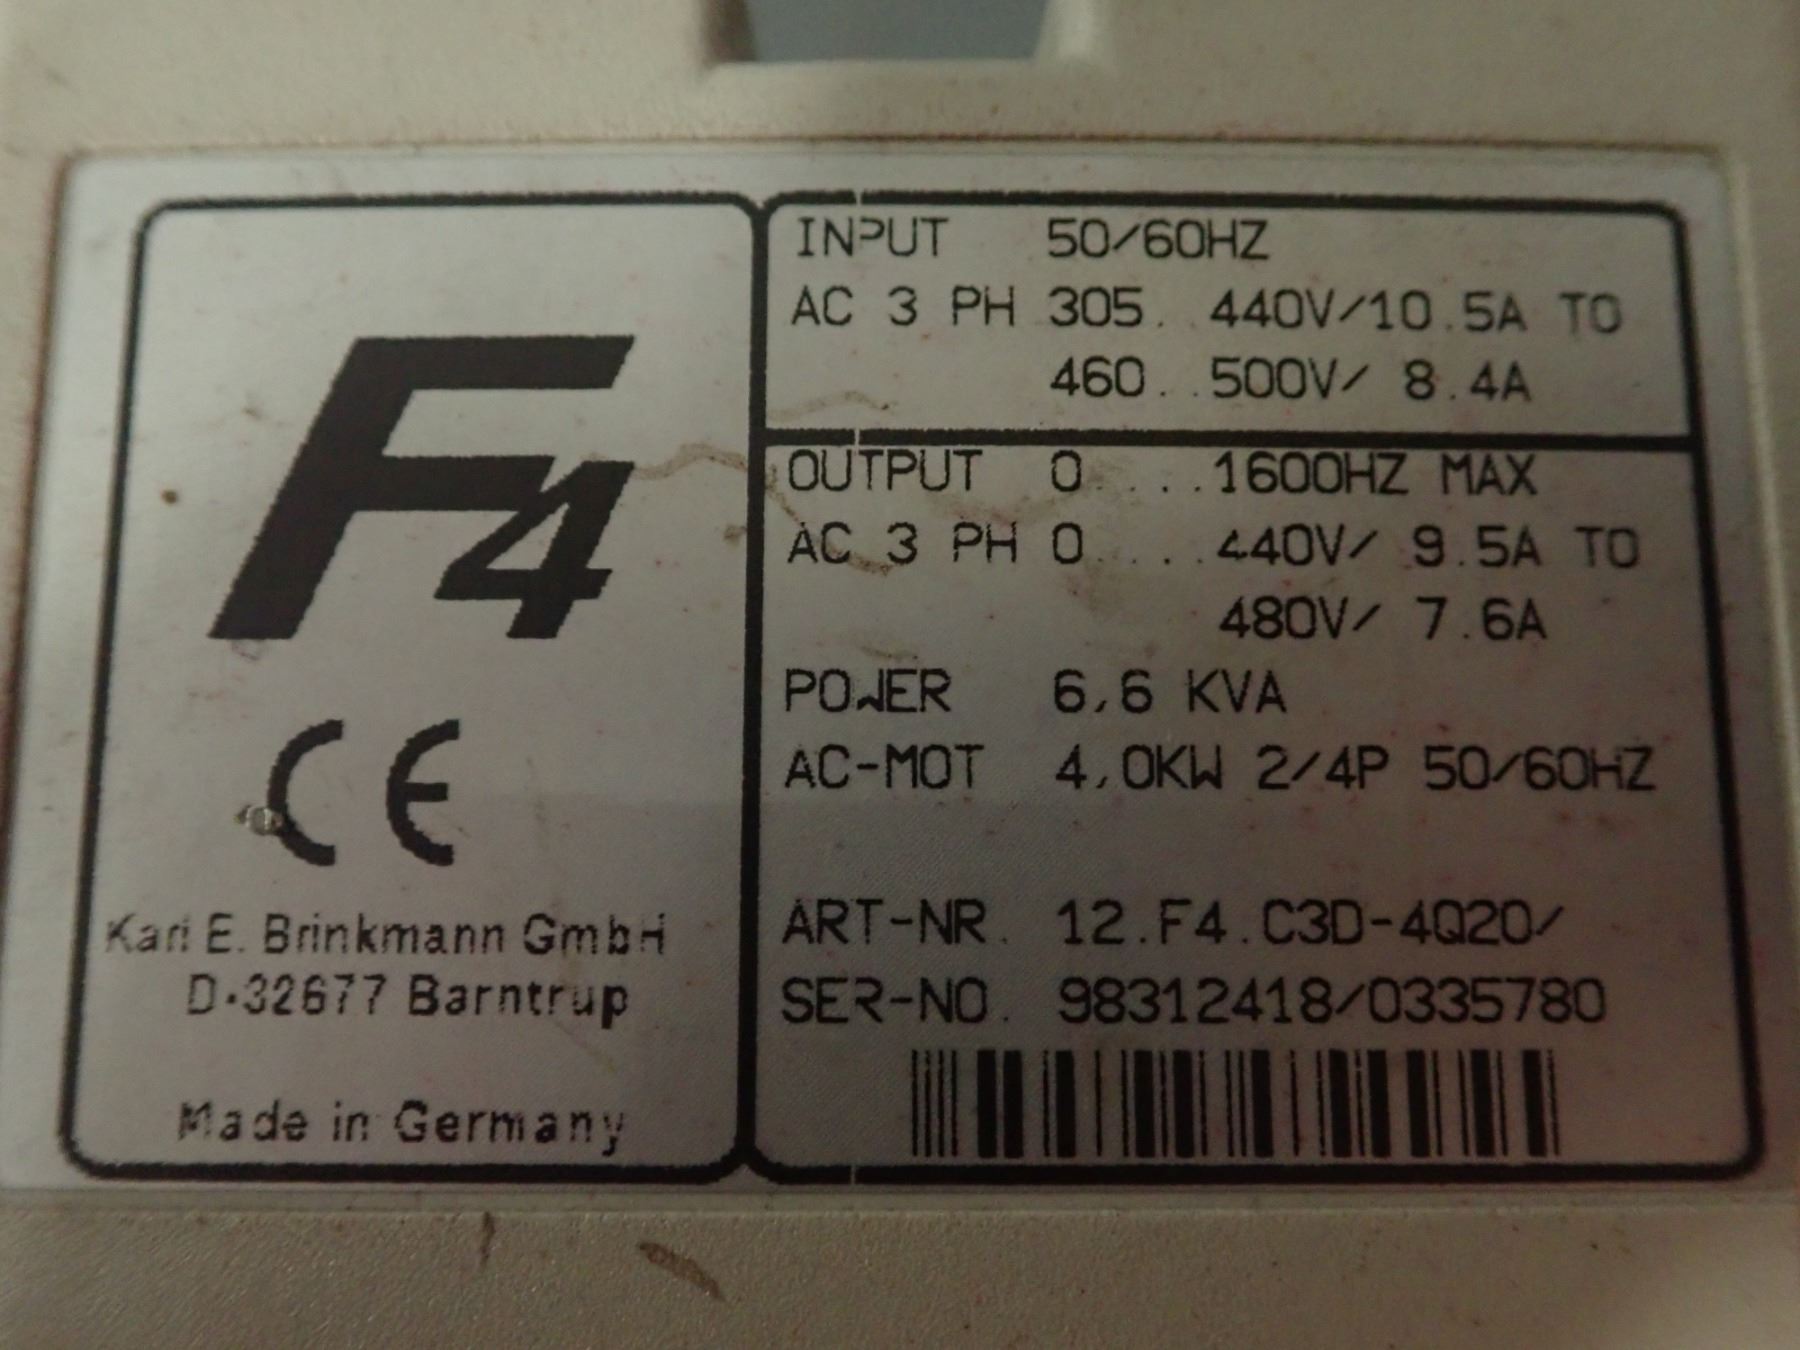 F4
CE
Karl E. Brinkmann GmbH
D-32677 Barntrup
Made in Germany
INPUT 50/60HZ
AC 3 PH 305..440V/10.5A TO
460..500V/ 8.4A
OUTPUT 0....1600HZ MAX
AC 3 PH 0....440V/ 9.5A TO
480V/ 7.6A
POWER 6,6 KVA
AC-MOT 4,0KW 2/4P 50/60HZ
ART-NR. 12.F4.C3D-4Q20/
SER-NO. 98312418/0335780